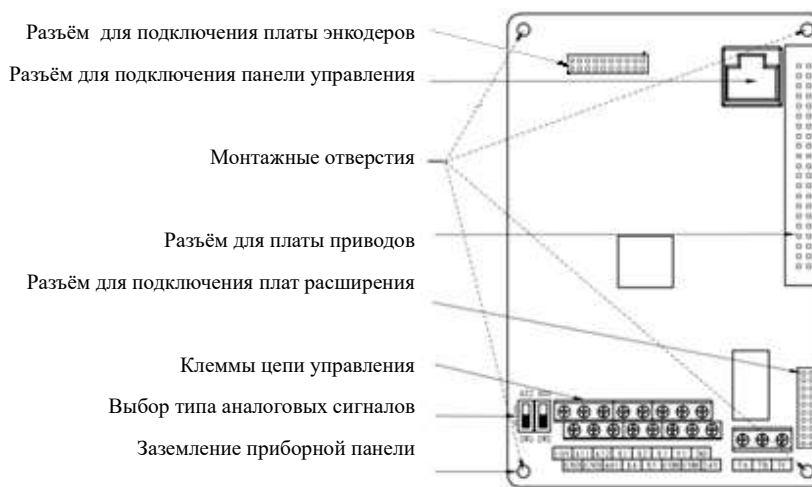 Разъём для подключения платы энкодеров
Разъём для подключения панели управления
Монтажные отверстия
Разъём для платы приводов
Разъём для подключения плат расширения
Клеммы цепи управления
Выбор типа аналоговых сигналов
Заземление приборной панели